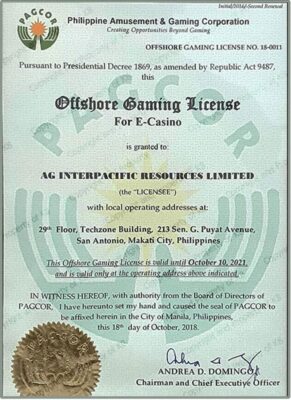 Initial/2016/-Second Renewal
PAGCOR
Philippine Amusement & Gaming Corporation
Creating Opportunities Beyond Gaming
OFFSHORE GAMING LICENSE NO. 18-0011
Pursuant to Presidential Decree 1869, as amended by Republic Act 9487,
this
Offshore Gaming License
For E-Casino
is granted to:
AG INTERPACIFIC RESOURCES LIMITED
(the "LICENSEE")
with local operating addresses at:
29th Floor, Techzone Building, 213 Sen. G. Puyat Avenue,
San Antonio, Makati City, Philippines
This Offshore Gaming License is valid until October 10, 2021
and is valid only at the operating address above indicated.
IN WITNESS HEREOF, with authority from the Board of Directors of
PAGCOR, I have hereunto set my hand and caused the seal of PAGCOR to
be affixed herein in the City of Manila, Philippines,
this 18th day of October, 2018.
ANDREA D. DOMINGO
Chairman and Chief Executive Officer